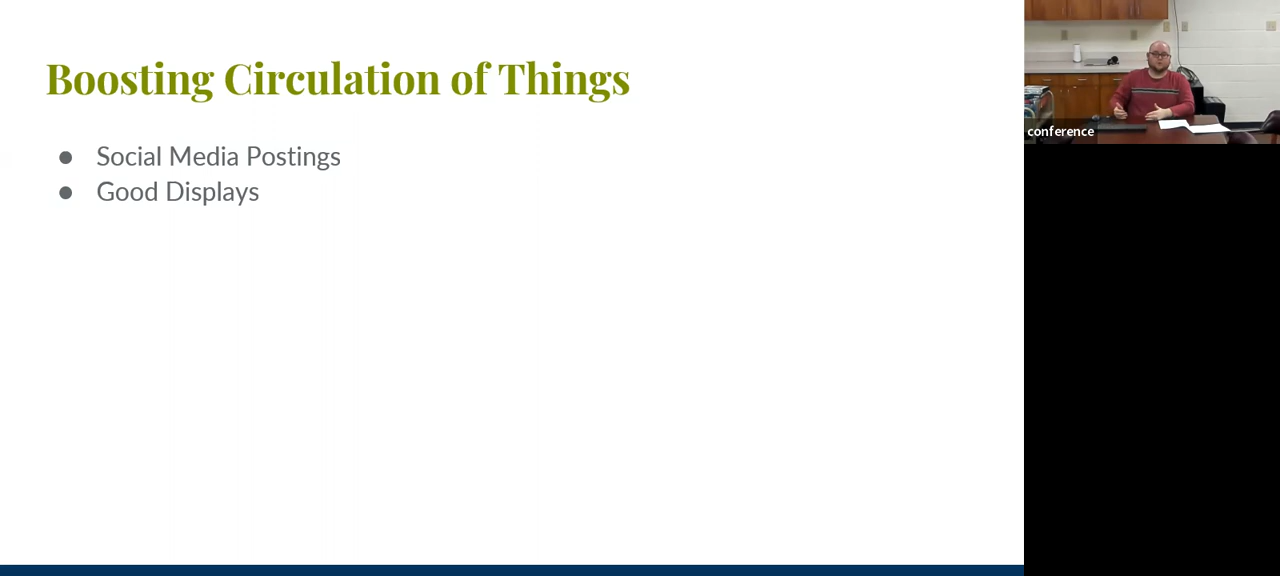 Boosting Circulation of Things
● Social Media Postings
● Good Displays
conference